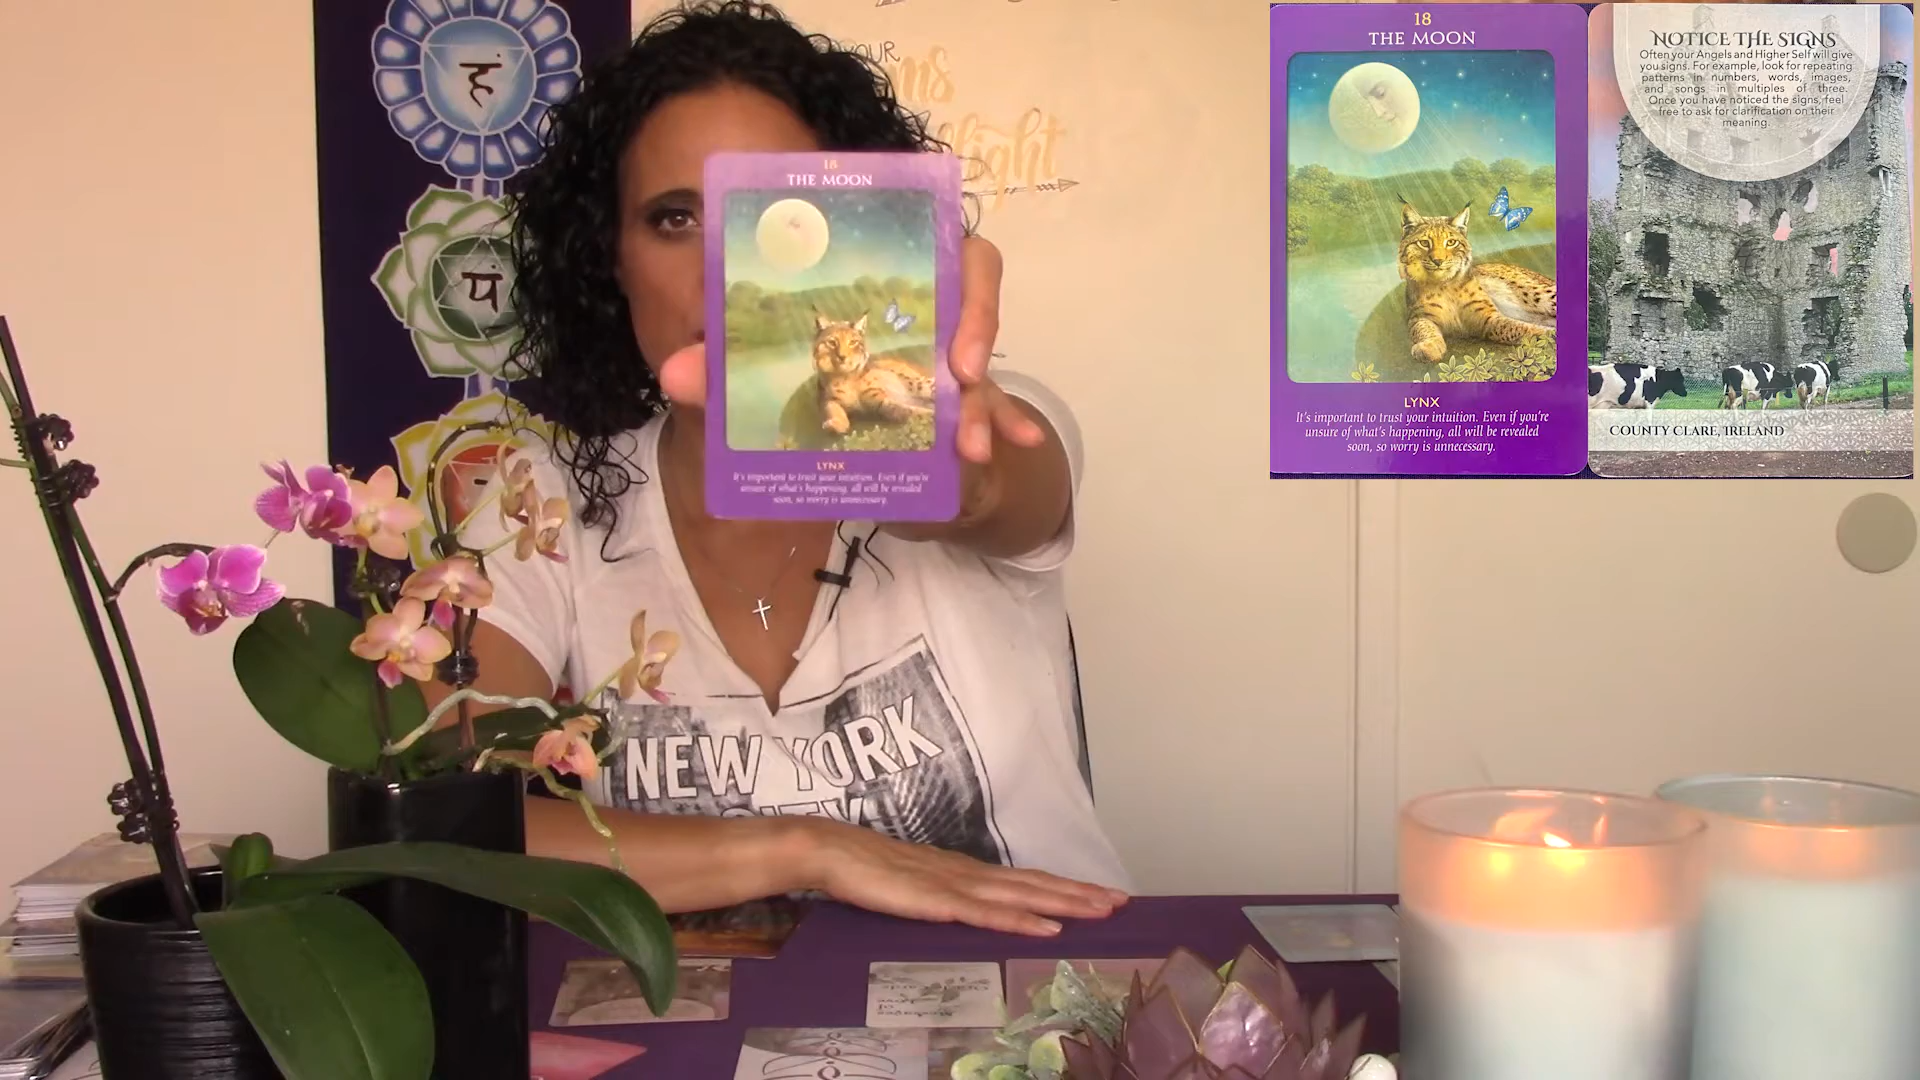 हं
पं
YOUR
light
18
THE MOON
LYNX
It's important to trust your intuition. Even if you're
unsure of what's happening, all will be revealed
soon, so worry is unnecessary.
NEW YORK
CITY
18
THE MOON
LYNX
It's important to trust your intuition. Even if you're
unsure of what's happening, all will be revealed
soon, so worry is unnecessary.
NOTICE THE SIGNS
Often your Angels and Higher Self will give
you signs. For example, look for repeating
patterns in numbers, words, images,
and songs in multiples of three.
Once you have noticed the signs, feel
free to ask for clarification on their
meaning.
COUNTY CLARE, IRELAND